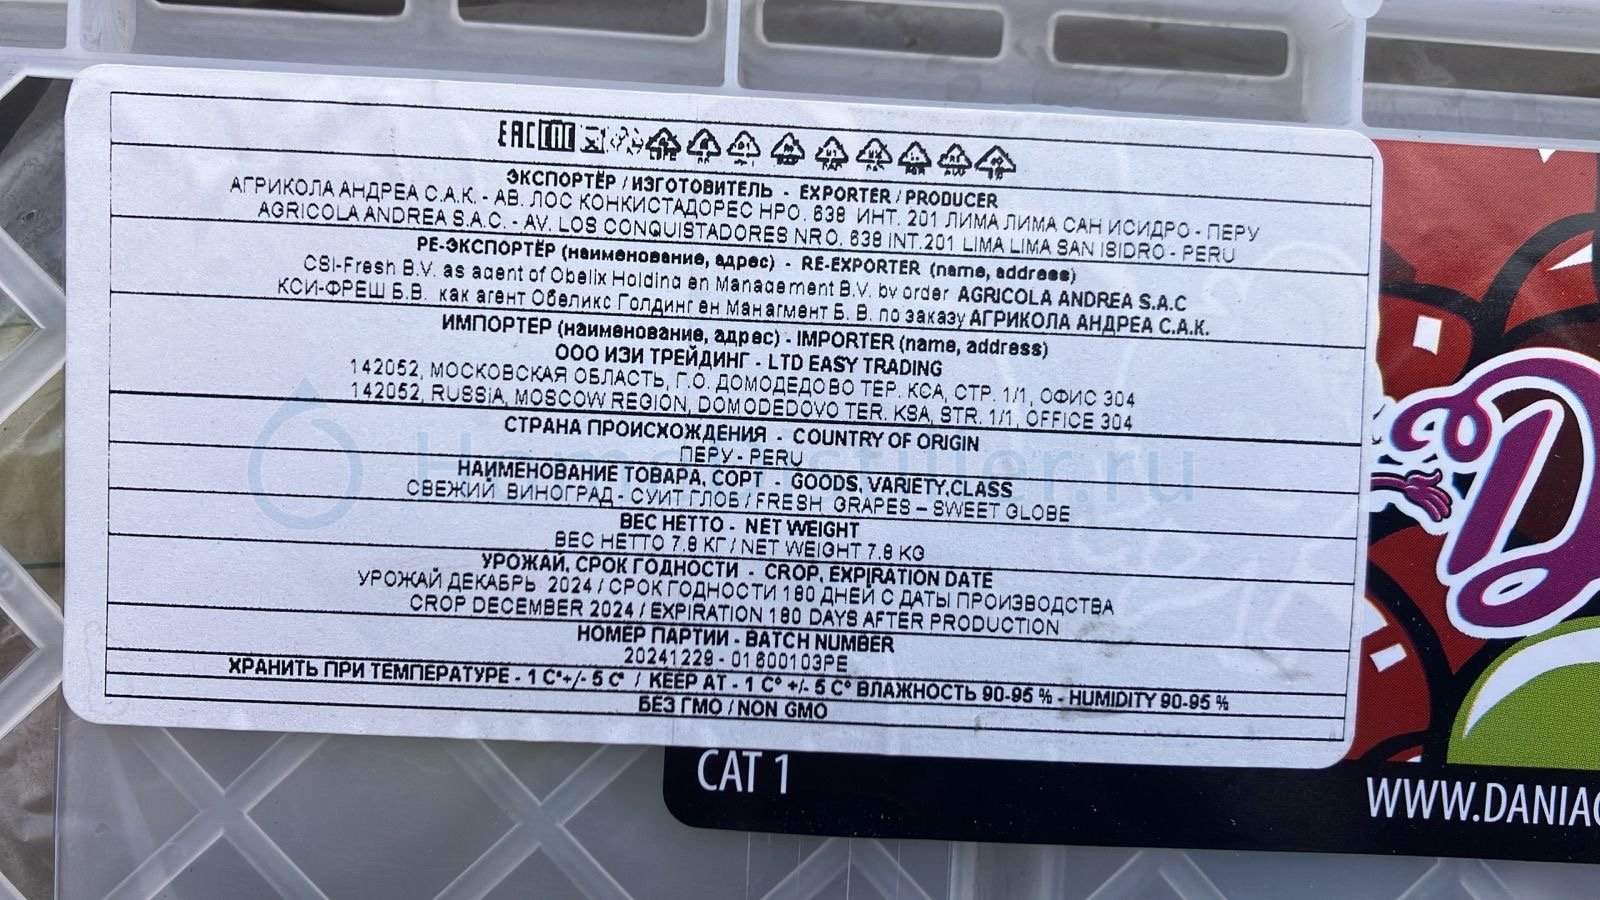 EAC
ЭКСПОРТЁР / ИЗГОТОВИТЕЛЬ - EXPORTER / PRODUCER
АГРИКОЛА АНДРЕА С.А.К. - АВ. ЛОС КОНКИСТАДОРЕС НРО. 638 ИНТ. 201 ЛИМА ЛИМА САН ИСИДРО - ПЕРУ
AGRICOLA ANDREA S.A.C. - AV. LOS CONQUISTADORES NRO. 638 INT.201 LIMA LIMA SAN ISIDRO - PERU
РЕ-ЭКСПОРТЁР (наименование, адрес) - RE-EXPORTER (name, address)
CSI-Fresh B.V. as agent of Obelix Holding en Management B.V. by order AGRICOLA ANDREA S.A.C
КСИ-ФРЕШ Б.В. как агент Обеликс Голдинг ен Манагмент Б. В. по заказу АГРИКОЛА АНДРЕА С.А.К.
ИМПОРТЕР (наименование, адрес) - IMPORTER (name, address)
ООО ИЗИ ТРЕЙДИНГ - LTD EASY TRADING
142052, МОСКОВСКАЯ ОБЛАСТЬ, Г.О. ДОМОДЕДОВО ТЕР. КСА, СТР. 1/1, ОФИС 304
142052, RUSSIA, MOSCOW REGION, DOMODEDOVO TER. KSA, STR. 1/1, OFFICE 304
СТРАНА ПРОИСХОЖДЕНИЯ - COUNTRY OF ORIGIN
ПЕРУ - PERU
НАИМЕНОВАНИЕ ТОВАРА, СОРТ - GOODS, VARIETY,CLASS
СВЕЖИЙ ВИНОГРАД - СУИТ ГЛОБ / FRESH GRAPES – SWEET GLOBE
ВЕС НЕТТО - NET WEIGHT
ВЕС НЕТТО 7.8 КГ / NET WEIGHT 7.8 KG
УРОЖАЙ, СРОК ГОДНОСТИ - CROP, EXPIRATION DATE
УРОЖАЙ ДЕКАБРЬ 2024 / СРОК ГОДНОСТИ 180 ДНЕЙ С ДАТЫ ПРОИЗВОДСТВА
CROP DECEMBER 2024 / EXPIRATION 180 DAYS AFTER PRODUCTION
НОМЕР ПАРТИИ - BATCH NUMBER
20241229 - 01600103PE
ХРАНИТЬ ПРИ ТЕМПЕРАТУРЕ - 1 C°+/- 5 C° / KEEP AT - 1 C° +/- 5 C° ВЛАЖНОСТЬ 90-95 % - HUMIDITY 90-95 %
БЕЗ ГМО / NON GMO
CAT 1
WWW.DANIA
HomeDistiller.ru